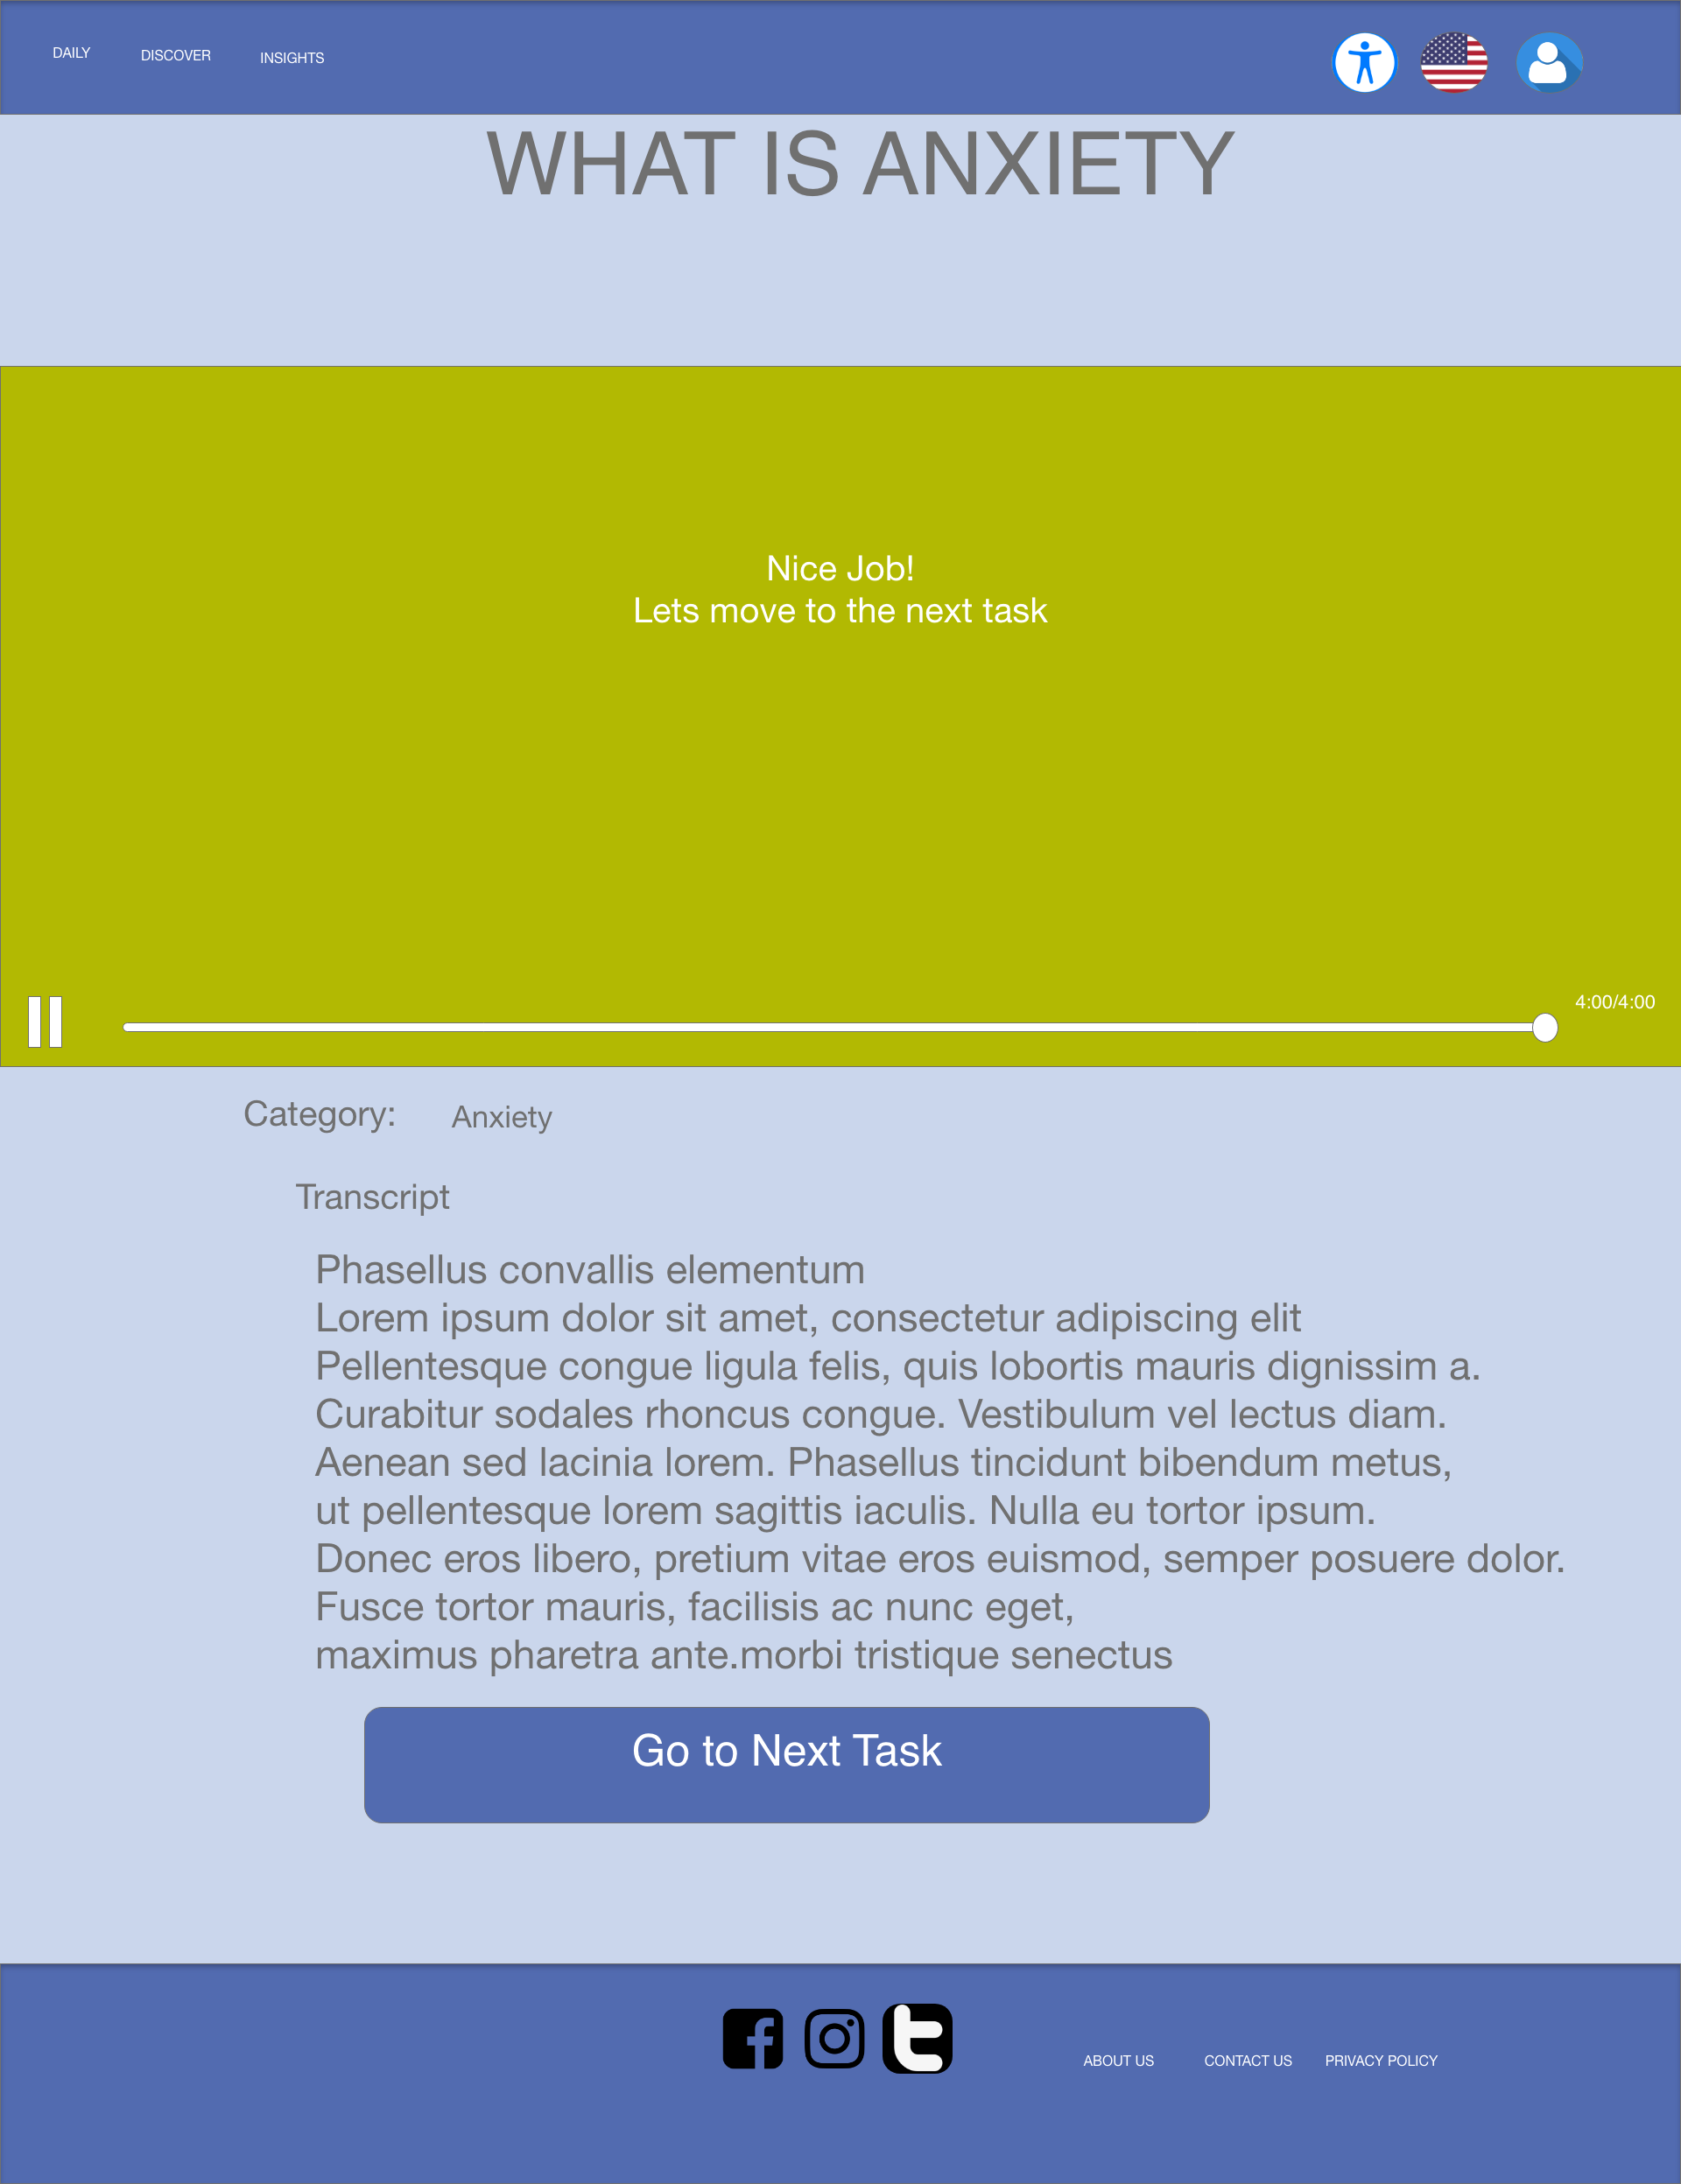 DAILY
DISCOVER
INSIGHTS
WHAT IS ANXIETY
Nice Job!
Lets move to the next task
4:00/4:00
Category:
Anxiety
Transcript
Phasellus convallis elementum
Lorem ipsum dolor sit amet, consectetur adipiscing elit
Pellentesque congue ligula felis, quis lobortis mauris dignissim a.
Curabitur sodales rhoncus congue. Vestibulum vel lectus diam.
Aenean sed lacinia lorem. Phasellus tincidunt bibendum metus,
ut pellentesque lorem sagittis iaculis. Nulla eu tortor ipsum.
Donec eros libero, pretium vitae eros euismod, semper posuere dolor.
Fusce tortor mauris, facilisis ac nunc eget,
maximus pharetra ante.morbi tristique senectus
Go to Next Task
ABOUT US
CONTACT US
PRIVACY POLICY